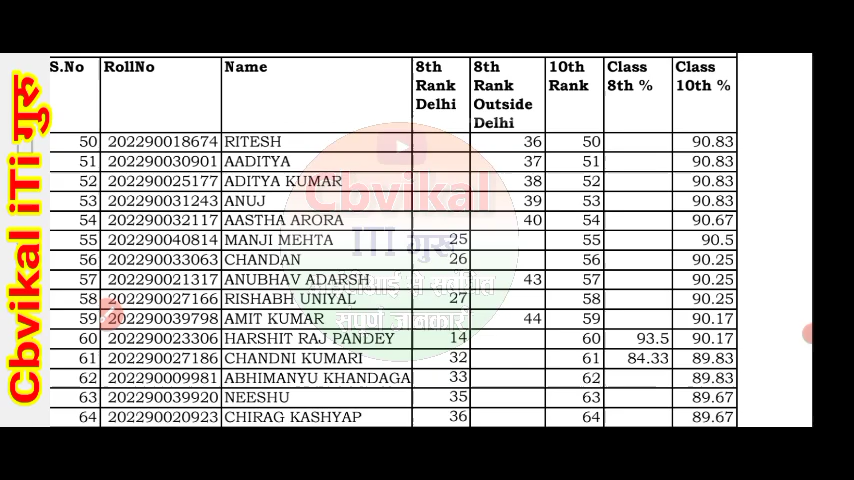 Cbvikal iTi गुरु
S.No RollNo Name 8th Rank Delhi 8th Rank Outside Delhi 10th Rank Class 8th % Class 10th %
50 202290018674 RITESH 36 50 90.83
51 202290030901 AADITYA 37 51 90.83
52 202290025177 ADITYA KUMAR 38 52 90.83
53 202290031243 ANUJ 39 53 90.83
54 202290032117 AASTHA ARORA 40 54 90.67
55 202290040814 MANJI MEHTA 25 55 90.5
56 202290033063 CHANDAN 26 56 90.25
57 202290021317 ANUBHAV ADARSH 43 57 90.25
58 202290027166 RISHABH UNIYAL 27 58 90.25
59 202290039798 AMIT KUMAR 44 59 90.17
60 202290023306 HARSHIT RAJ PANDEY 14 60 93.5 90.17
61 202290027186 CHANDNI KUMARI 32 61 84.33 89.83
62 202290009981 ABHIMANYU KHANDAGA 33 62 89.83
63 202290039920 NEESHU 35 63 89.67
64 202290020923 CHIRAG KASHYAP 36 64 89.67
Cbvikal
ITI गुरु
से संबंधित
संपूर्ण जानकारी